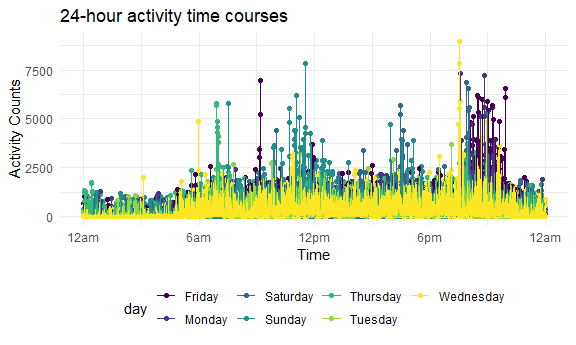 24-hour activity time courses
Activity Counts
7500
5000
2500
0
12am 6am 12pm 6pm 12am
Time
day
Friday Saturday Thursday Wednesday
Monday Sunday Tuesday